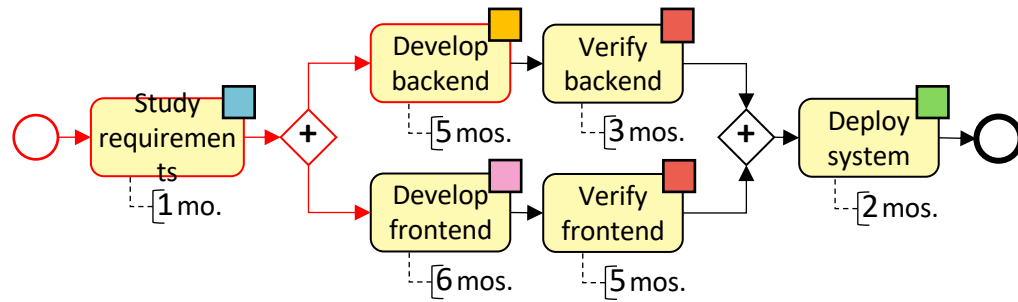 Study
requiremen
ts
1 mo.
+
Develop
backend
5 mos.
Verify
backend
3 mos.
Develop
frontend
6 mos.
Verify
frontend
5 mos.
+
Deploy
system
2 mos.